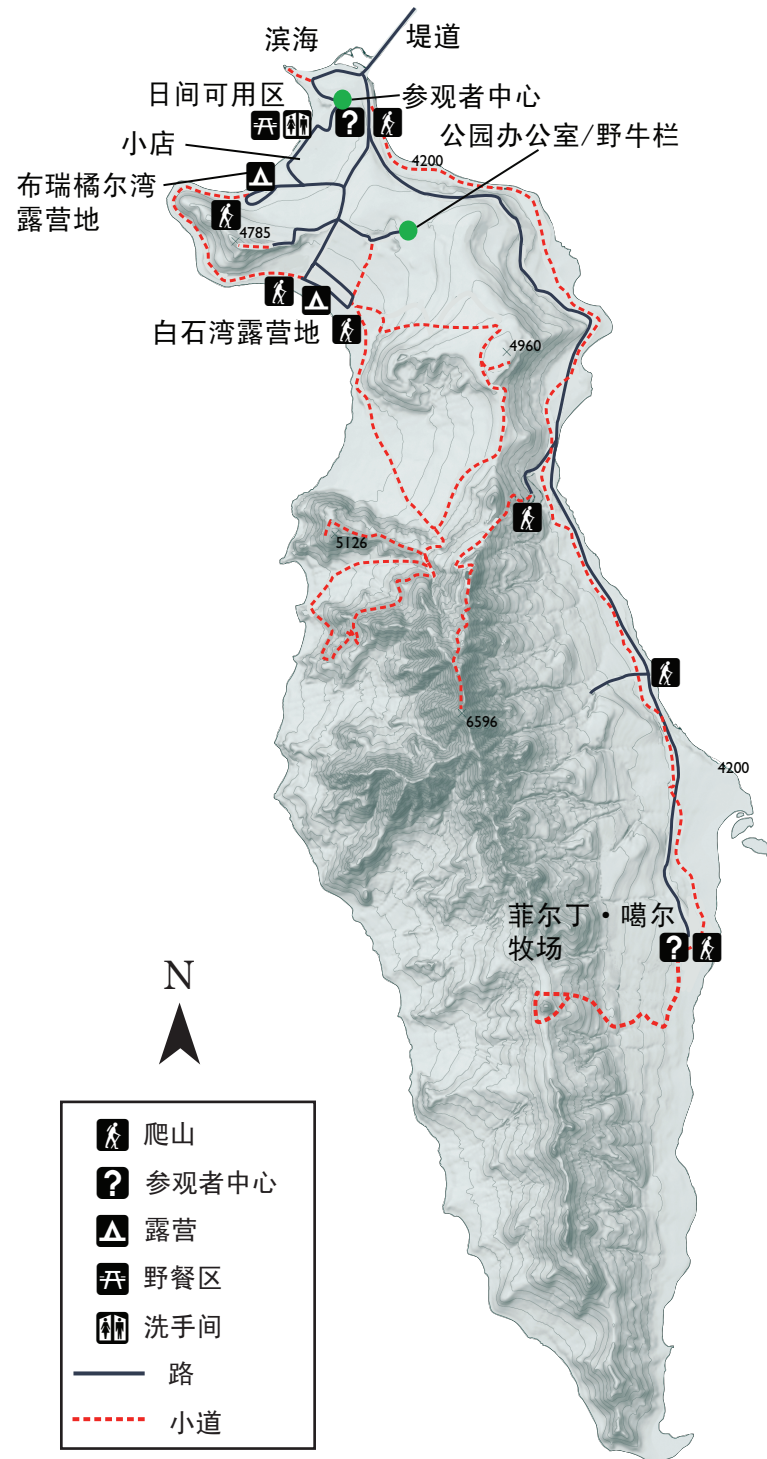 滨海
堤道
日间可用区
参观者中心
小店
公园办公室/野牛栏
4200
布瑞橘尔湾
露营地
4785
白石湾露营地
4960
5126
6596
4200
菲尔丁·噶尔
牧场
N
爬山
参观者中心
露营
野餐区
洗手间
路
小道